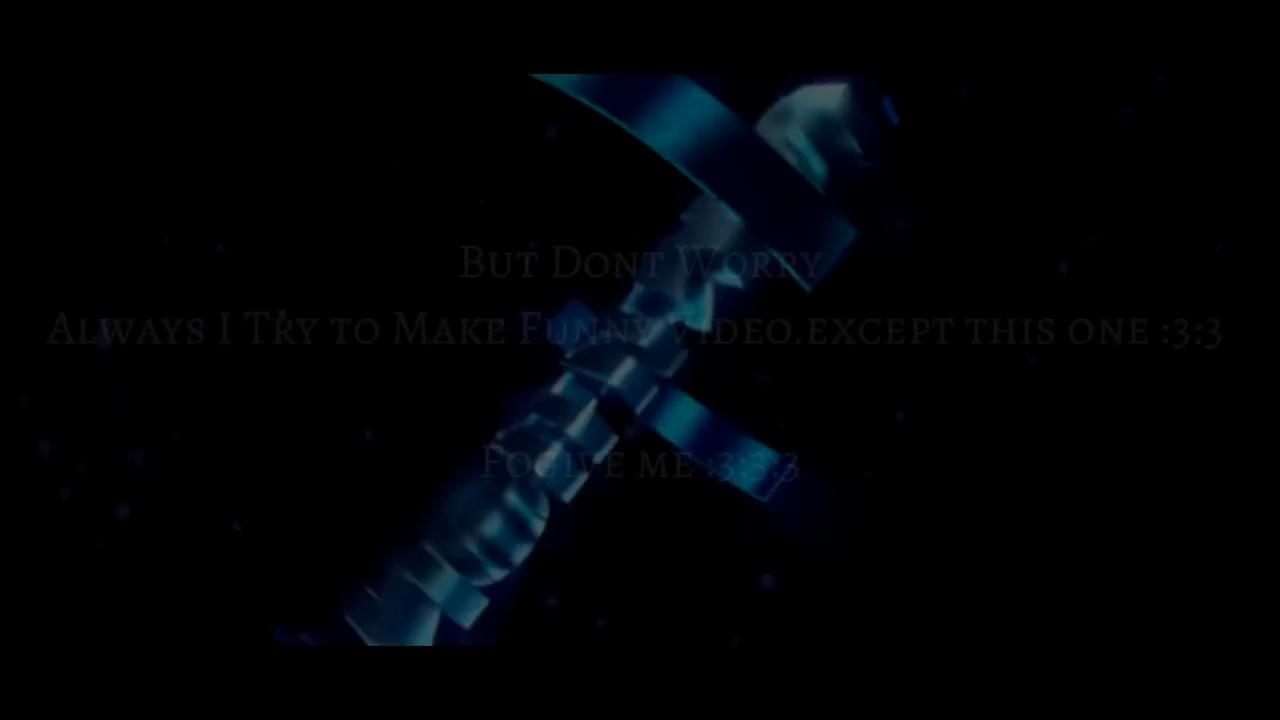 But Dont Worry
Always I Try to Make Funny video.except this one :3:3
Fogive me :3:3:3